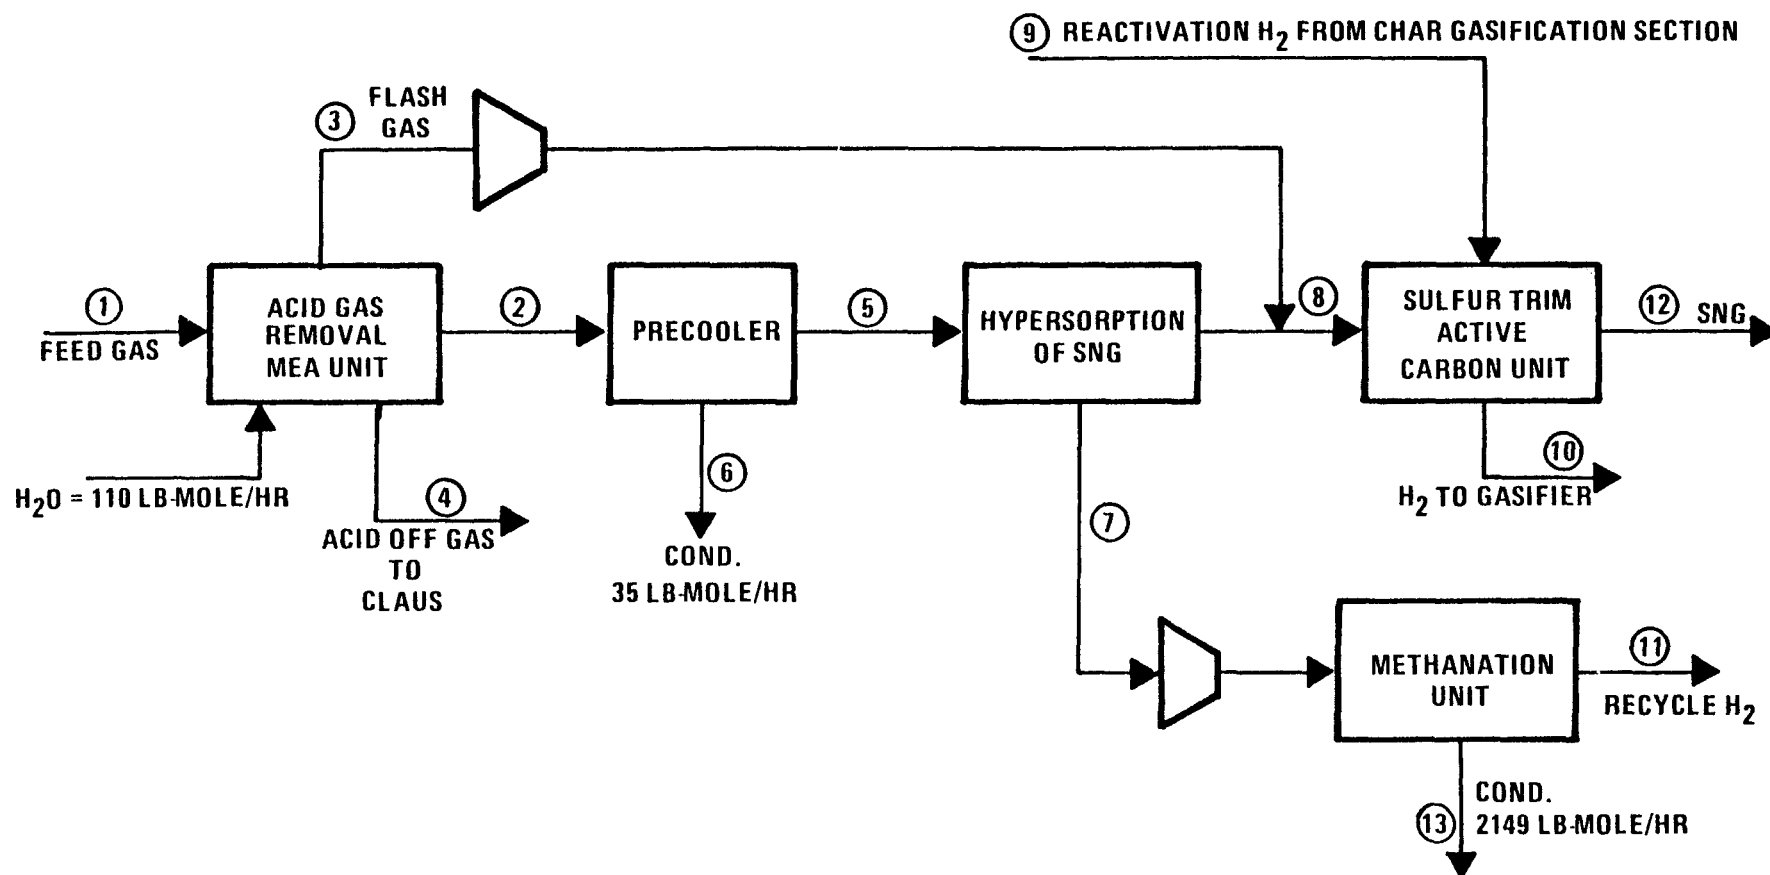 ⑨ REACTIVATION H₂ FROM CHAR GASIFICATION SECTION
③ FLASH
GAS
①
FEED GAS
ACID GAS
REMOVAL
MEA UNIT
②
PRECOOLER
⑤
HYPERSORPTION
OF SNG
⑧
SULFUR TRIM
ACTIVE
CARBON UNIT
⑫ SNG
H₂O = 110 LB-MOLE/HR
④
ACID OFF GAS
TO
CLAUS
⑥
COND.
35 LB-MOLE/HR
⑦
⑩
H₂ TO GASIFIER
METHANATION
UNIT
⑪
RECYCLE H₂
⑬
COND.
2149 LB-MOLE/HR